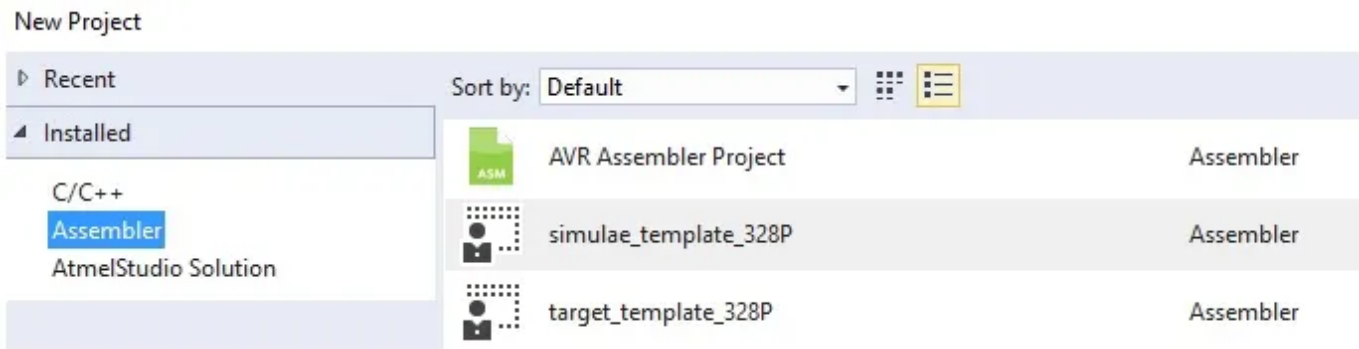 New Project
Recent
Sort by: Default
Installed
C/C++
Assembler
AtmelStudio Solution
ASM
AVR Assembler Project Assembler
simulae_template_328P Assembler
target_template_328P Assembler